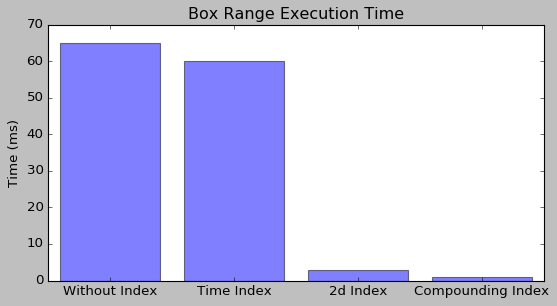 Box Range Execution Time
Time (ms)
70
60
50
40
30
20
10
0
Without Index
Time Index
2d Index
Compounding Index